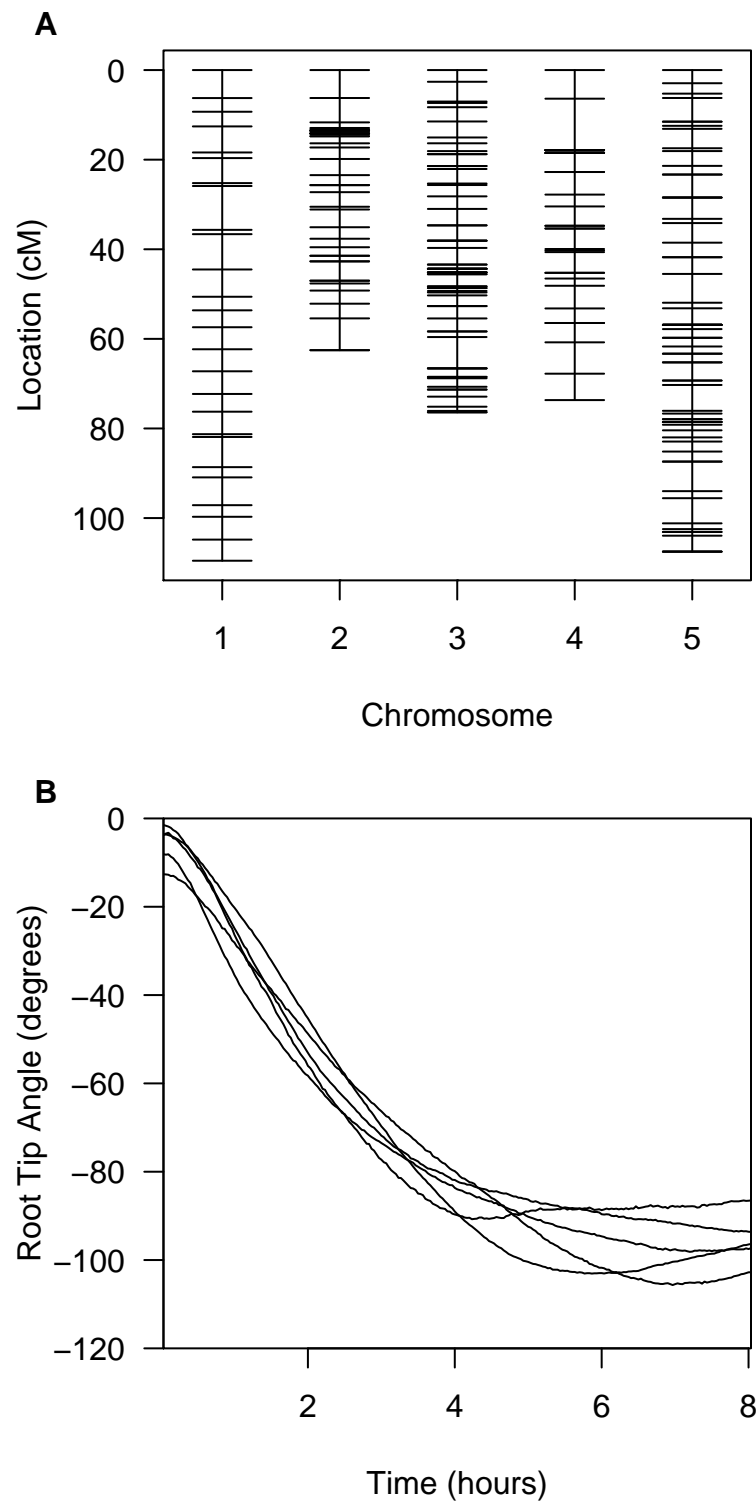 A
0
20
40
60
80
100
Location (cM)
1 2 3 4 5
Chromosome
B
0
−20
−40
−60
−80
−100
−120
Root Tip Angle (degrees)
2 4 6 8
Time (hours)